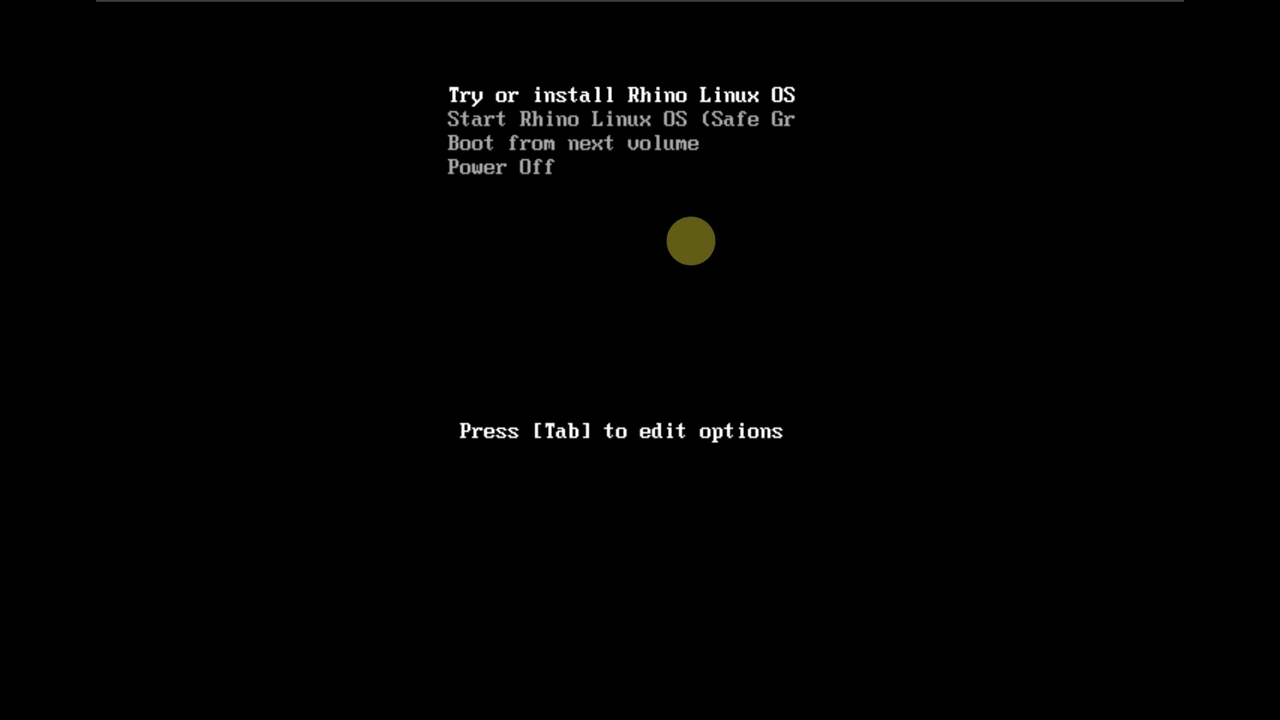 Try or install Rhino Linux OS
Start Rhino Linux OS (Safe Gr
Boot from next volume
Power Off
Press [Tab] to edit options